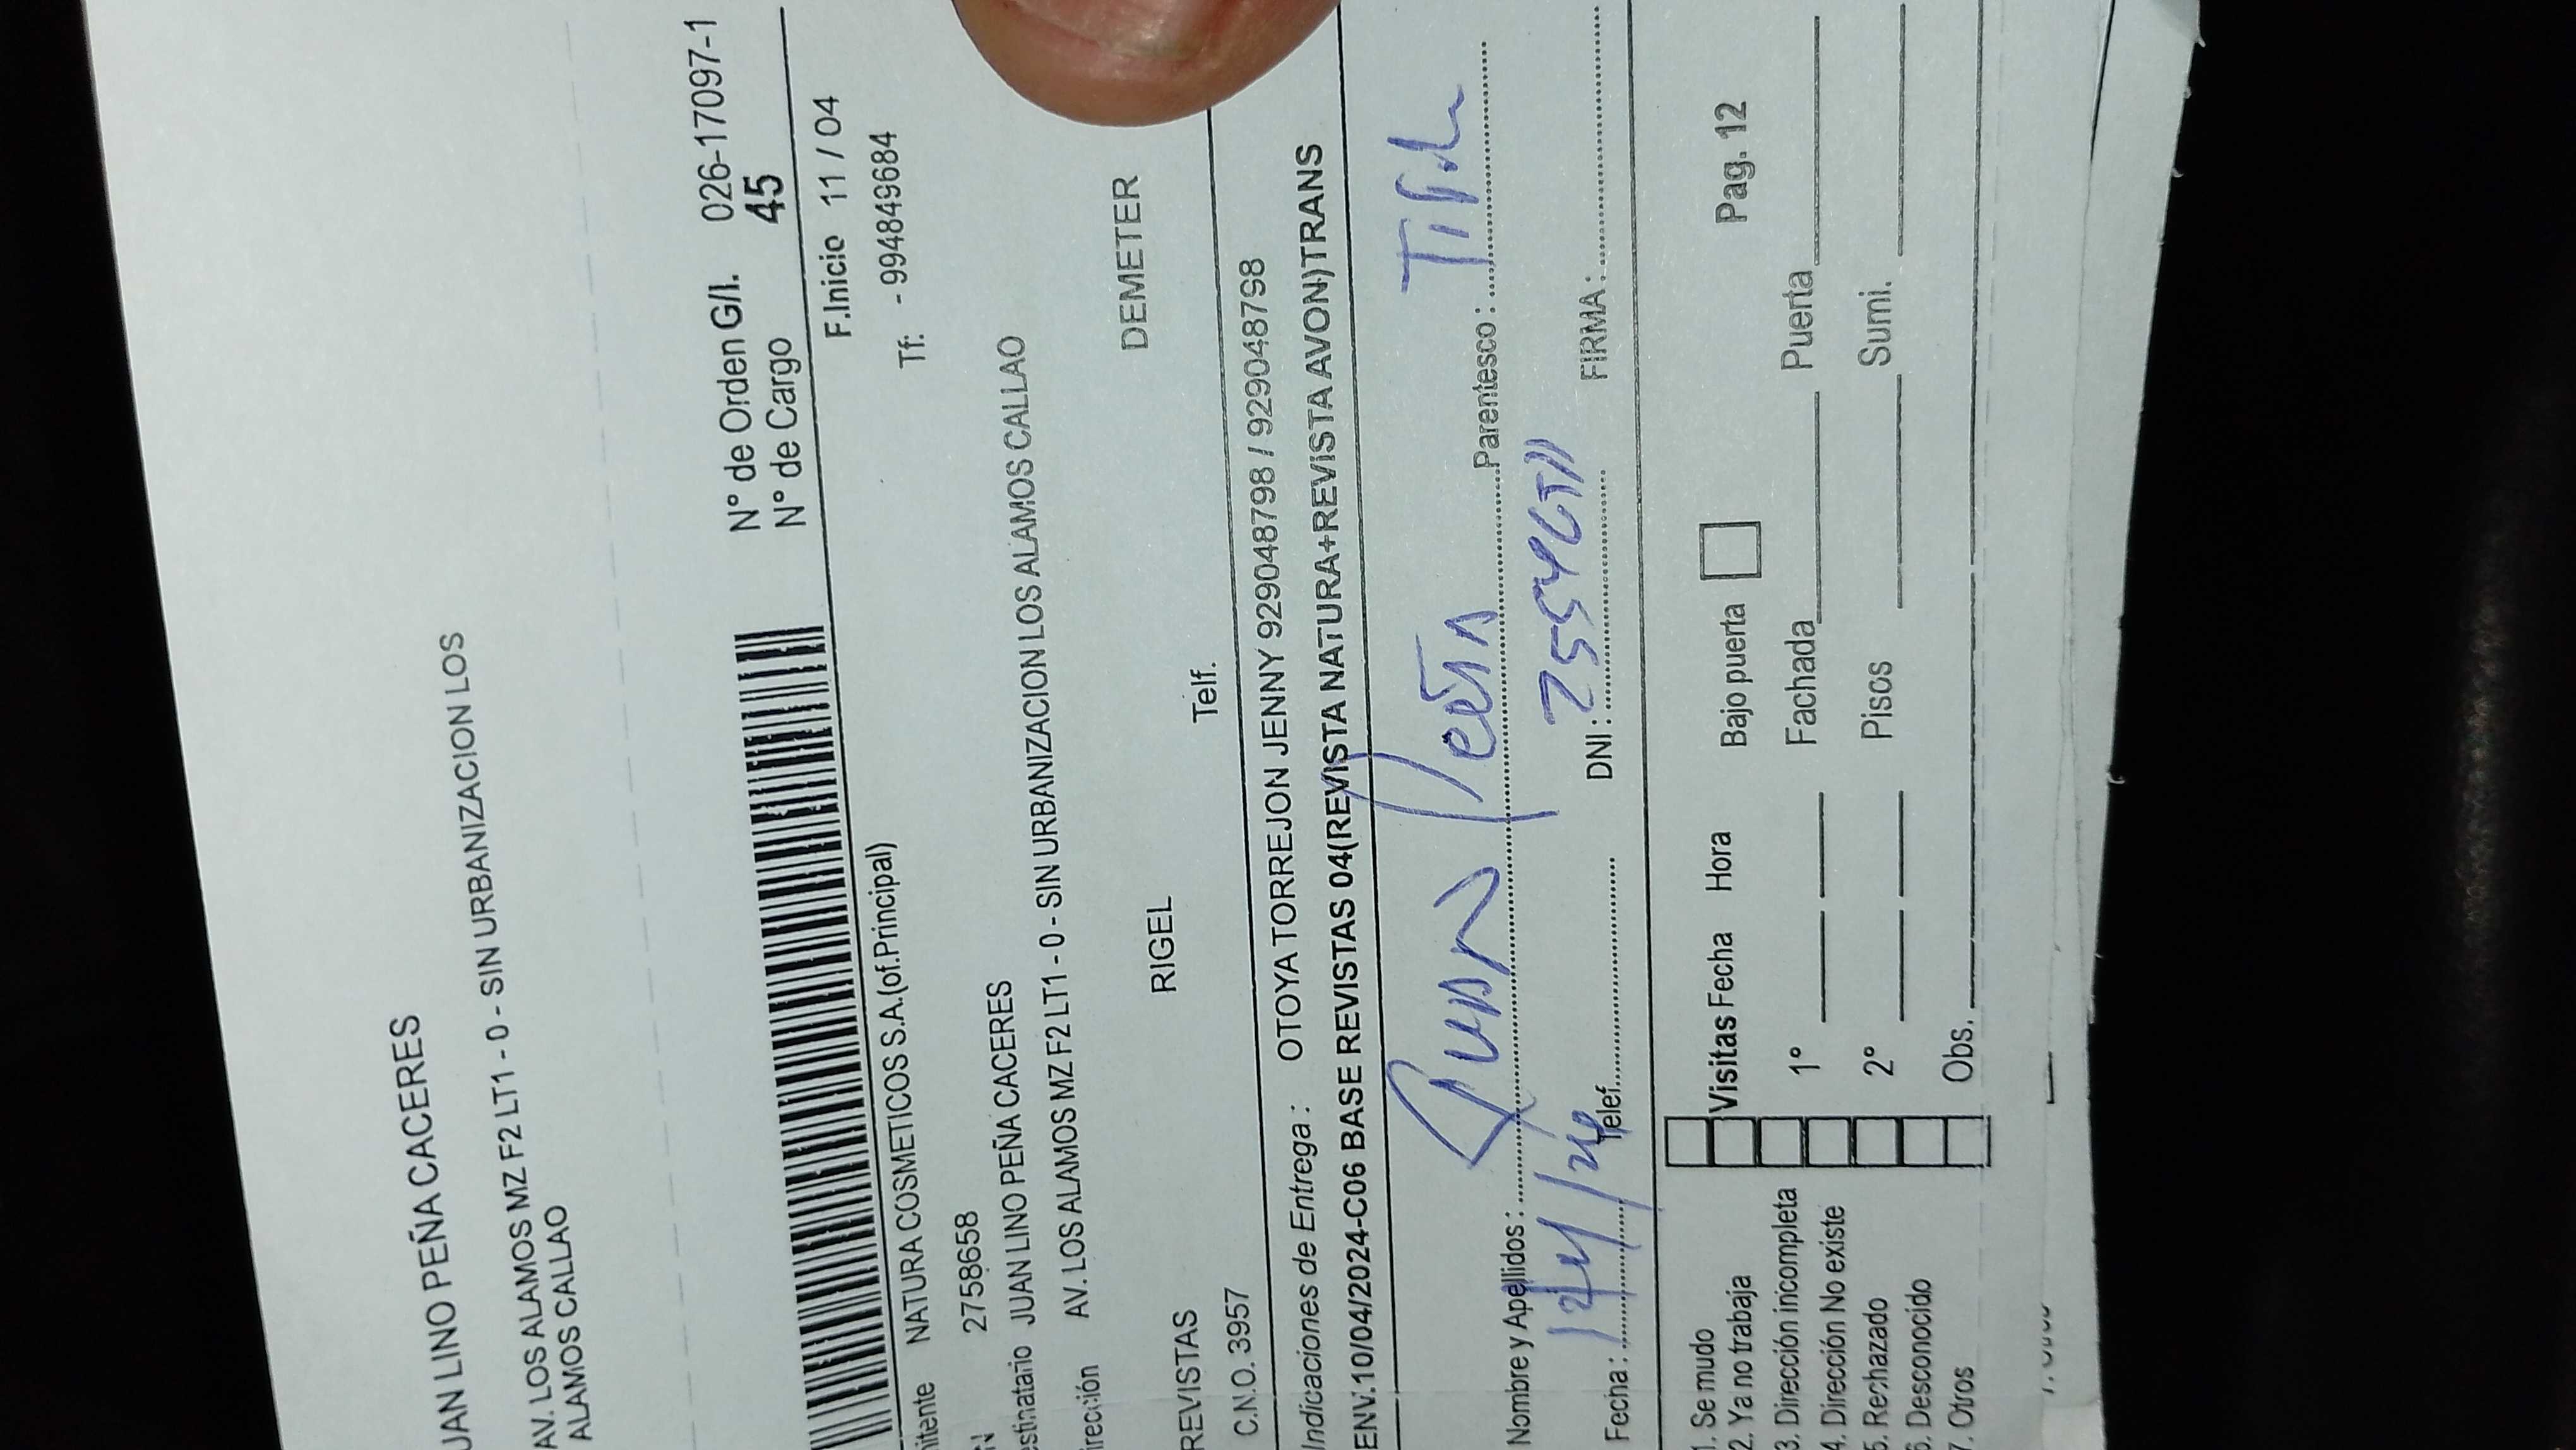 UAN LINO PEÑA CACERES
AV. LOS ALAMOS MZ F2 LT1 - 0 - SIN URBANIZACION LOS
ALAMOS CALLAO
N° de Orden G/I. 026-17097-1
N° de Cargo 45
F.Inicio 11 / 04
itente NATURA COSMETICOS S.A.(of.Principal) Tf: - 994849684
N 27586658
estinatario JUAN LINO PEÑA CACERES
irección AV. LOS ALAMOS MZ F2 LT1 - 0 - SIN URBANIZACION LOS ALAMOS CALLAO
RIGEL DEMETER
REVISTAS
C.N.O. 3957 Telf.
Indicaciones de Entrega : OTOYA TORREJON JENNY 929048798 / 929048798
ENV.10/04/2024-C06 BASE REVISTAS 04(REVISTA NATURA+REVISTA AVON)TRANS
Nombre y Apellidos : Juan Peña Parentesco : Titular
Fecha : 12/4/24 Telef. DNI : FIRMA :
1. Se mudo
2. Ya no trabaja Visitas Fecha Hora Bajo puerta Pag. 12
3. Dirección incompleta
4. Dirección No existe 1° Fachada Puerta
5. Rechazado 2° Pisos Sumi.
6. Desconocido
7. Otros Obs.